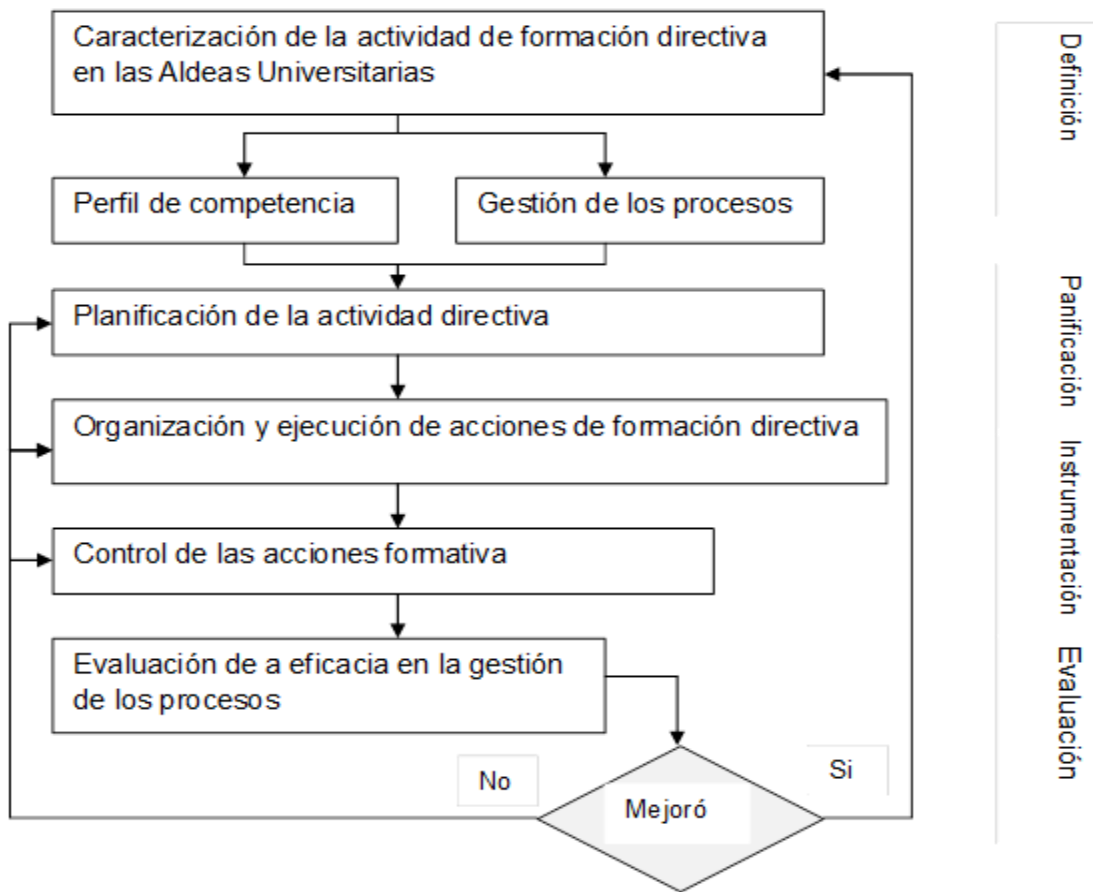 Caracterización de la actividad de formación directiva
en las Aldeas Universitarias
Perfil de competencia
Gestión de los procesos
Planificación de la actividad directiva
Organización y ejecución de acciones de formación directiva
Control de las acciones formativa
Evaluación de a eficacia en la gestión
de los procesos
No
Si
Mejoró
Definición
Panificación
Instrumentación
Evaluación